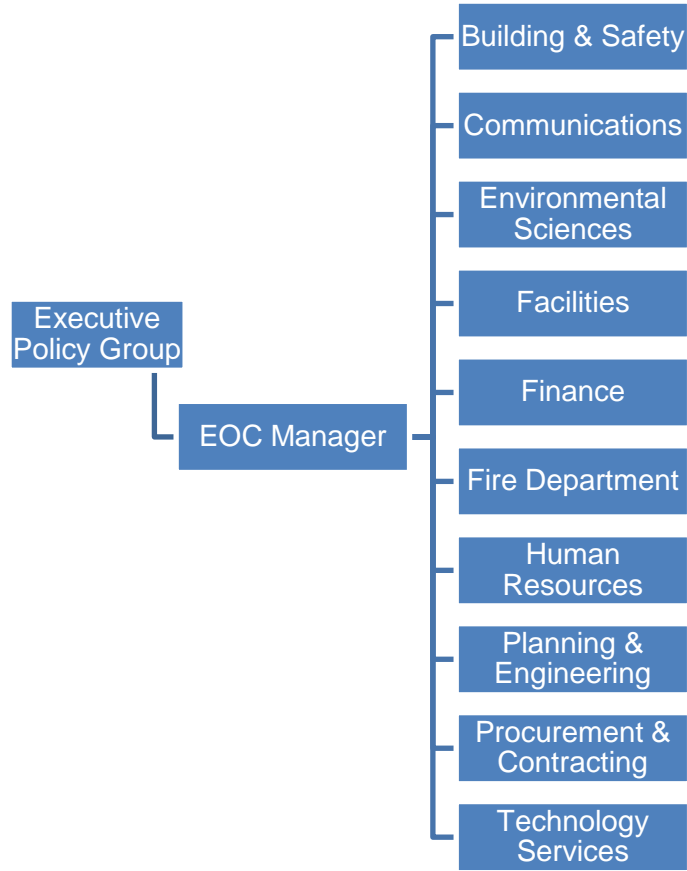 Building & Safety
Communications
Environmental
Sciences
Facilities
Executive
Policy Group
Finance
EOC Manager
Fire Department
Human
Resources
Planning &
Engineering
Procurement &
Contracting
Technology
Services